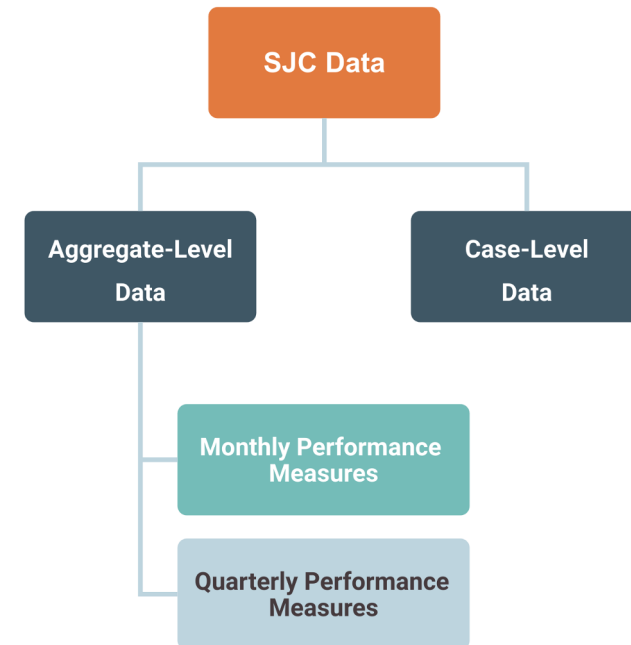 SJC Data
Aggregate-Level
Data
Case-Level
Data
Monthly Performance
Measures
Quarterly Performance
Measures